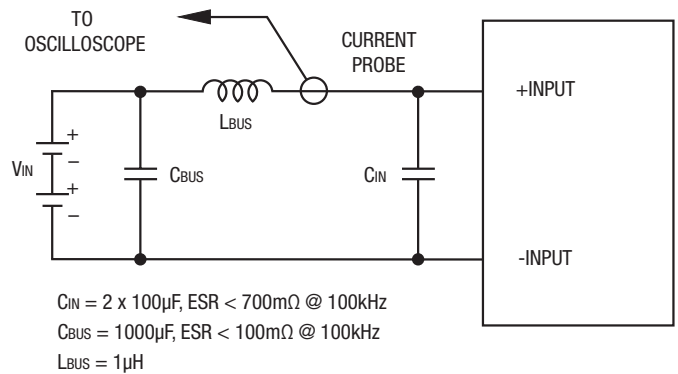 TO
OSCILLOSCOPE
CURRENT
PROBE
+INPUT
LBUS
+
VIN
–
+
–
CBUS
CIN
-INPUT
CIN = 2 x 100µF, ESR < 700mΩ @ 100kHz
CBUS = 1000µF, ESR < 100mΩ @ 100kHz
LBUS = 1µH